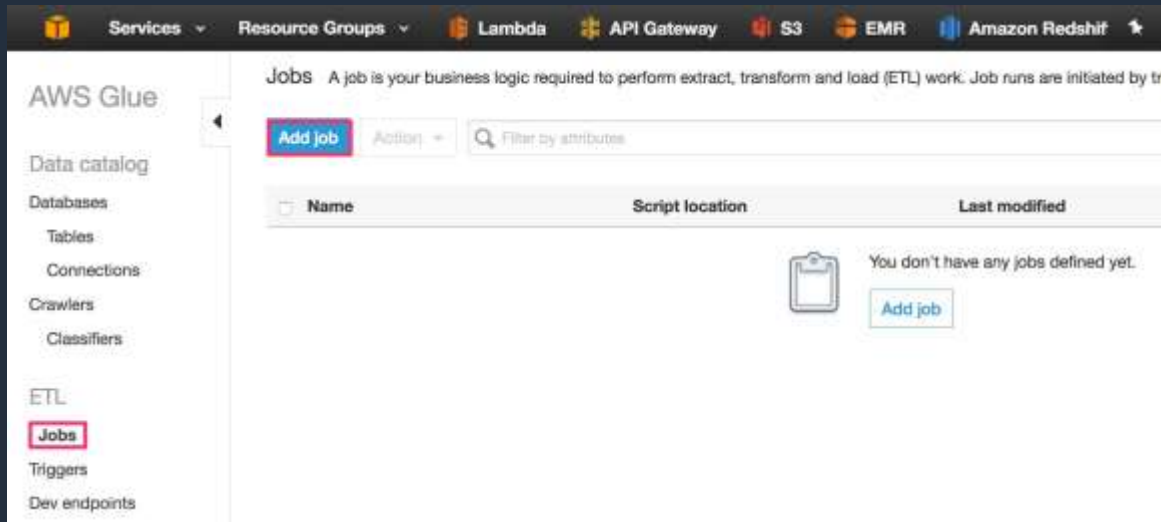 Services Resource Groups Lambda API Gateway S3 EMR Amazon Redshift
AWS Glue
Data catalog
Databases
Tables
Connections
Crawlers
Classifiers
ETL
Jobs
Triggers
Dev endpoints
Jobs A job is your business logic required to perform extract, transform and load (ETL) work. Job runs are initiated by tr
Add job Action Filter by attributes
Name Script location Last modified
You don't have any jobs defined yet.
Add job